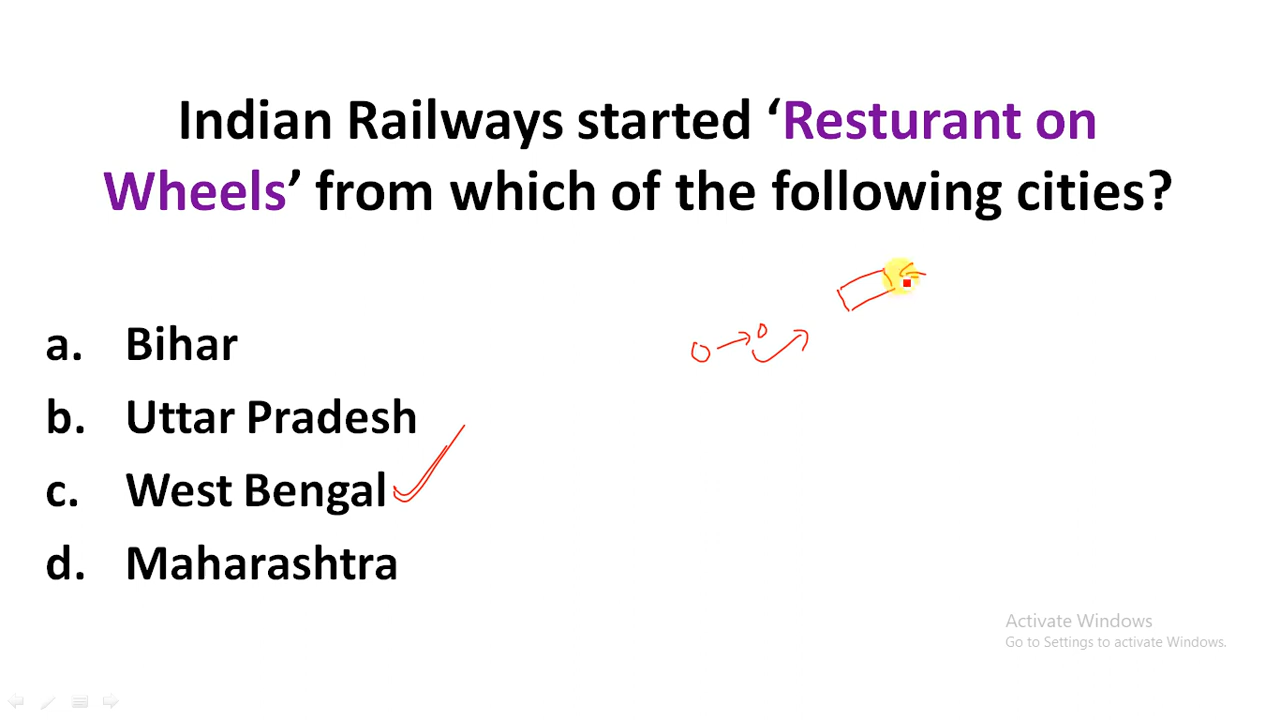 Indian Railways started ‘Resturant on
Wheels’ from which of the following cities?
a. Bihar
b. Uttar Pradesh
c. West Bengal
d. Maharashtra
Activate Windows
Go to Settings to activate Windows.